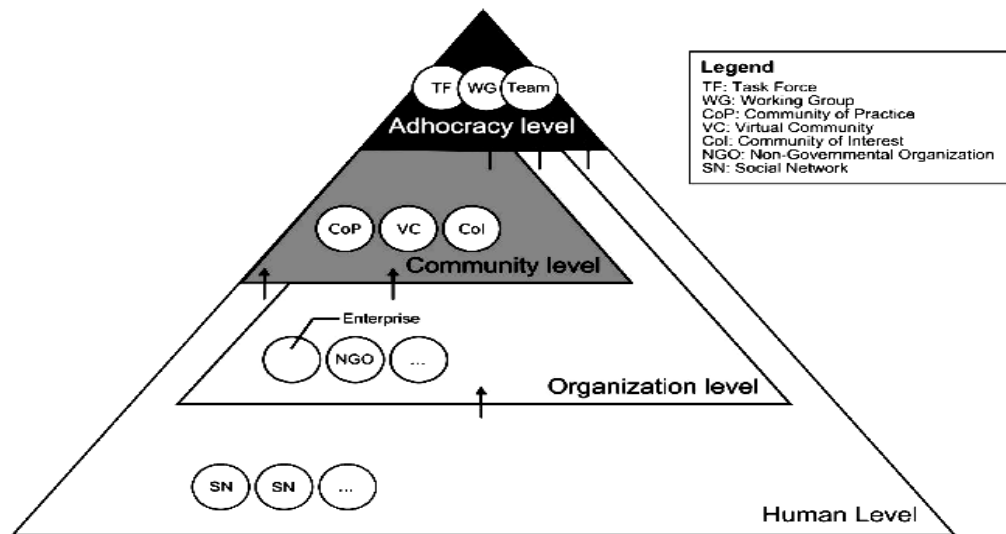 TF WG Team
Adhocracy level
Legend
TF: Task Force
WG: Working Group
CoP: Community of Practice
VC: Virtual Community
CoI: Community of Interest
NGO: Non-Governmental Organization
SN: Social Network
CoP VC CoI
Community level
Enterprise
NGO ...
Organization level
SN SN ...
Human Level